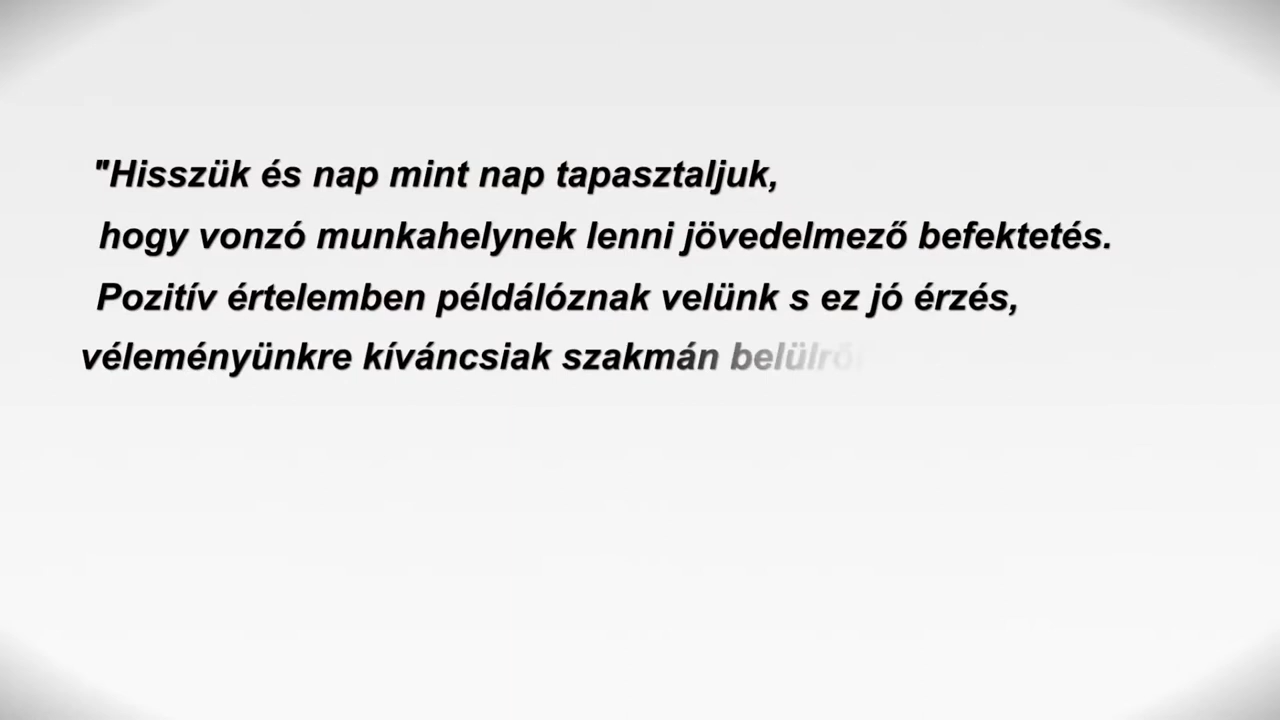 "Hisszük és nap mint nap tapasztaljuk,
hogy vonzó munkahelynek lenni jövedelmező befektetés.
Pozitív értelemben példálóznak velünk s ez jó érzés,
véleményünkre kíváncsiak szakmán belülről